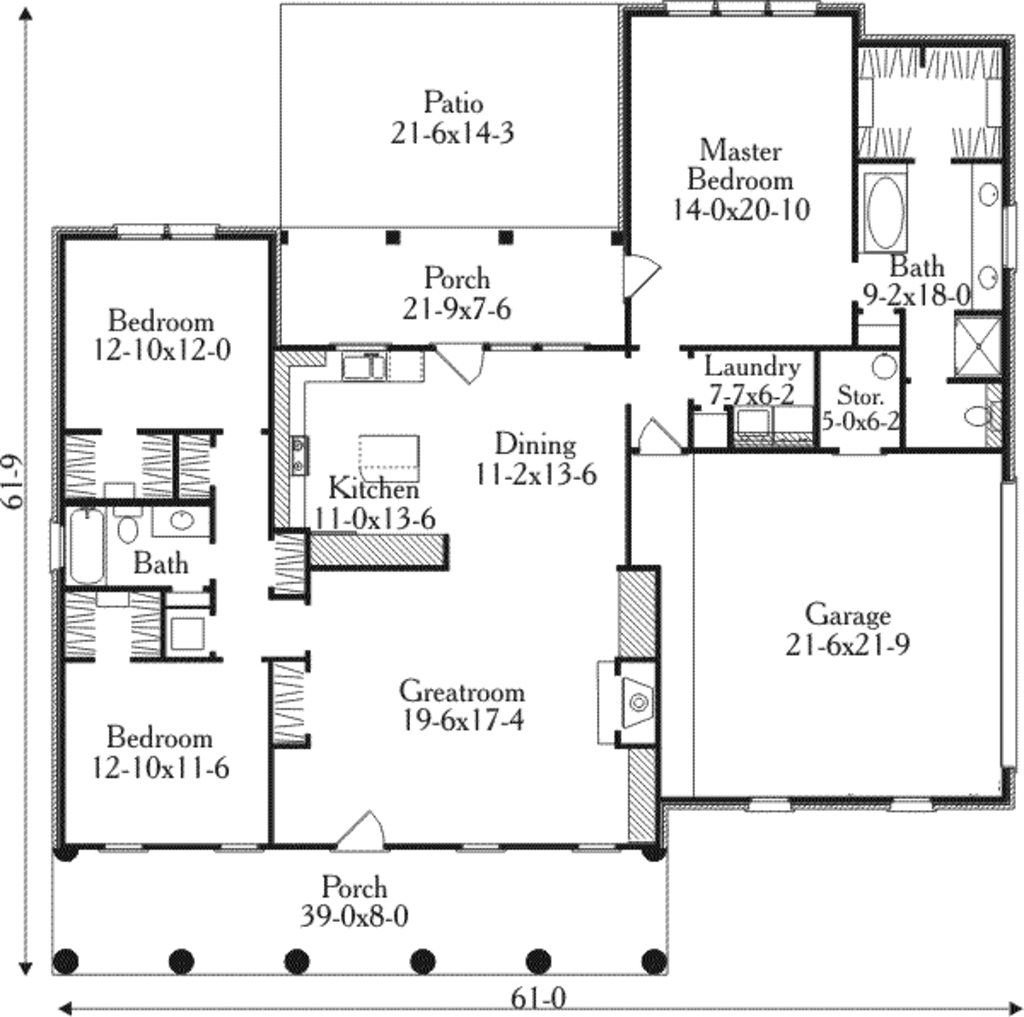 Patio
21-6x14-3
Master
Bedroom
14-0x20-10
Bath
9-2x18-0
Porch
21-9x7-6
Bedroom
12-10x12-0
Laundry
7-7x6-2
Stor.
5-0x6-2
Dining
11-2x13-6
Kitchen
11-0x13-6
61-9
Bath
Garage
21-6x21-9
Greatroom
19-6x17-4
Bedroom
12-10x11-6
Porch
39-0x8-0
61-0